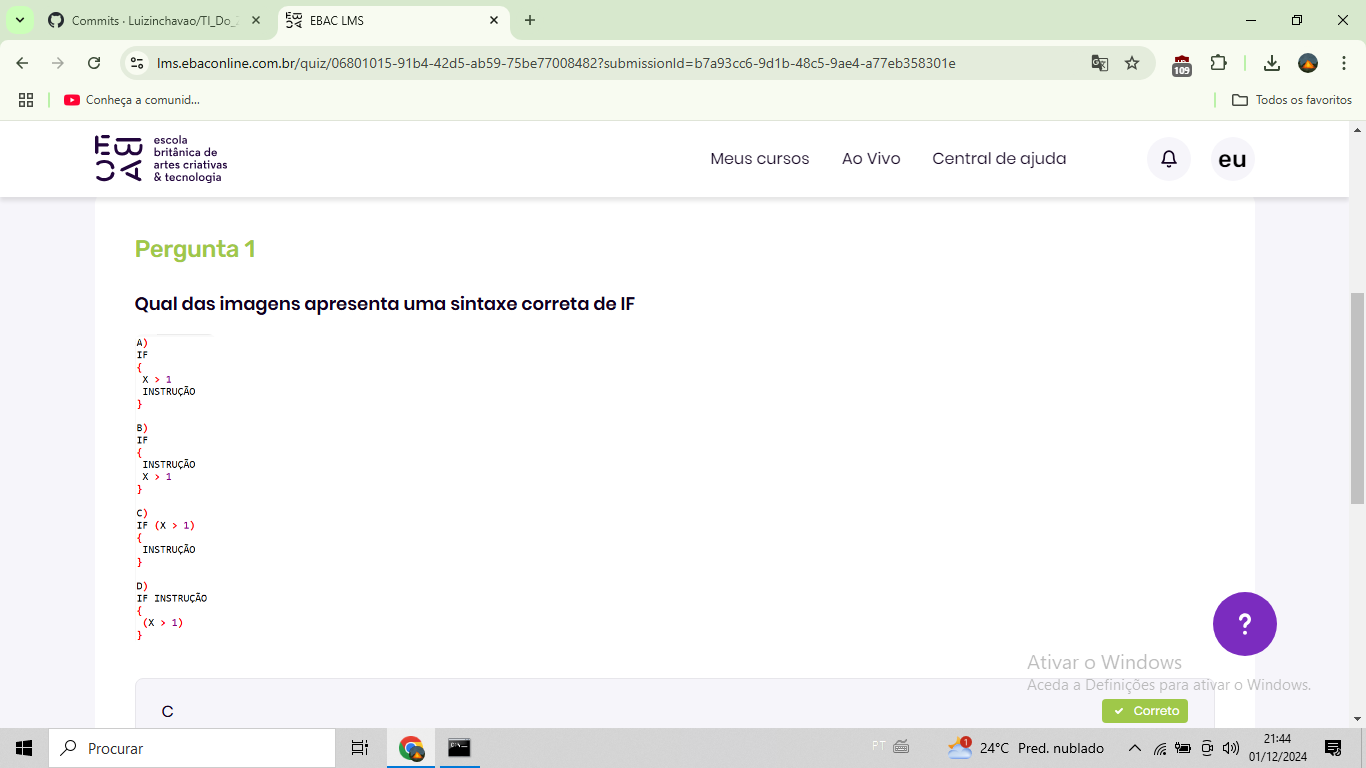 Commits · Luizinchavao/TI_Do_
EBAC LMS
lms.ebaconline.com.br/quiz/06801015-91b4-42d5-ab59-75be77008482?submissionId=b7a93cc6-9d1b-48c5-9ae4-a77eb358301e
109
Conheça a comunid...
Todos os favoritos
EBAC
escola
britânica de
artes criativas
& tecnologia
Meus cursos
Ao Vivo
Central de ajuda
eu
Pergunta 1
Qual das imagens apresenta uma sintaxe correta de IF
A)
IF
{
X > 1
INSTRUÇÃO
}
B)
IF
{
INSTRUÇÃO
X > 1
}
C)
IF (X > 1)
{
INSTRUÇÃO
}
D)
IF INSTRUÇÃO
{
(X > 1)
}
?
Ativar o Windows
Aceda a Definições para ativar o Windows.
C
Correto
Procurar
PT
1
24°C Pred. nublado
21:44
01/12/2024